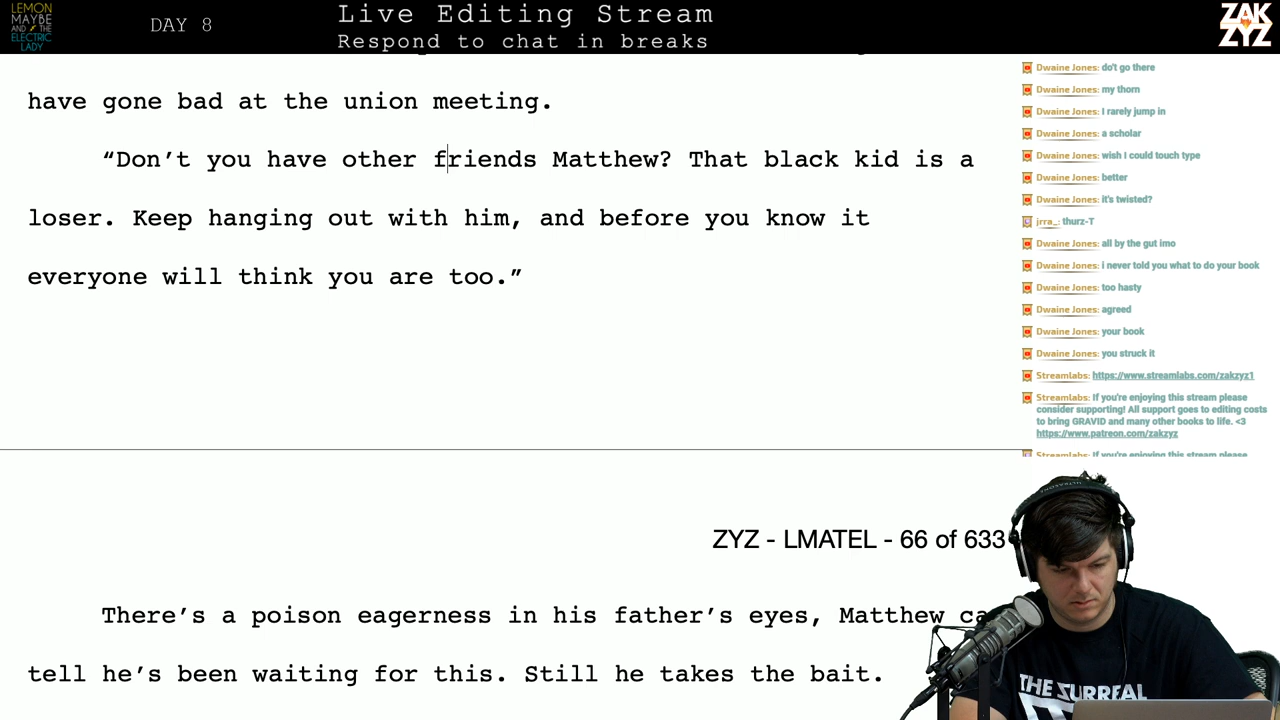 LEMON
MAYBE
AND THE
ELECTRIC
LADY
DAY 8
Live Editing Stream
Respond to chat in breaks
ZAK
ZYZ
have gone bad at the union meeting.
“Don’t you have other friends Matthew? That black kid is a
loser. Keep hanging out with him, and before you know it
everyone will think you are too.”
ZYZ - LMATEL - 66 of 633
There’s a poison eagerness in his father’s eyes, Matthew
tell he’s been waiting for this. Still he takes the bait.
Dwaine Jones: do't go there
Dwaine Jones: my thorn
Dwaine Jones: I rarely jump in
Dwaine Jones: a scholar
Dwaine Jones: wish I could touch type
Dwaine Jones: better
Dwaine Jones: it's twisted?
jrra_: thurz-T
Dwaine Jones: all by the gut imo
Dwaine Jones: i never told you what to do your book
Dwaine Jones: too hasty
Dwaine Jones: agreed
Dwaine Jones: your book
Dwaine Jones: you struck it
Streamlabs: https://www.streamlabs.com/zakzyz1
Streamlabs: If you're enjoying this stream please
consider supporting! All support goes to editing costs
to bring GRAVID and many other books to life. <3
https://www.patreon.com/zakzyz
Streamlabs: If you're enjoying this stream please
THE SURREAL